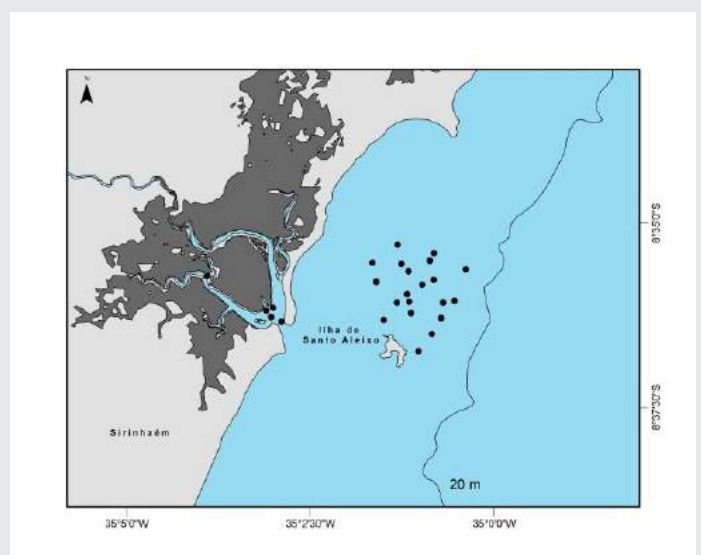 N
8°35'0"S
Ilha de
Santo Aleixo
8°37'30"S
Sirinhaém
20 m
35°5'0"W
35°2'30"W
35°0'0"W